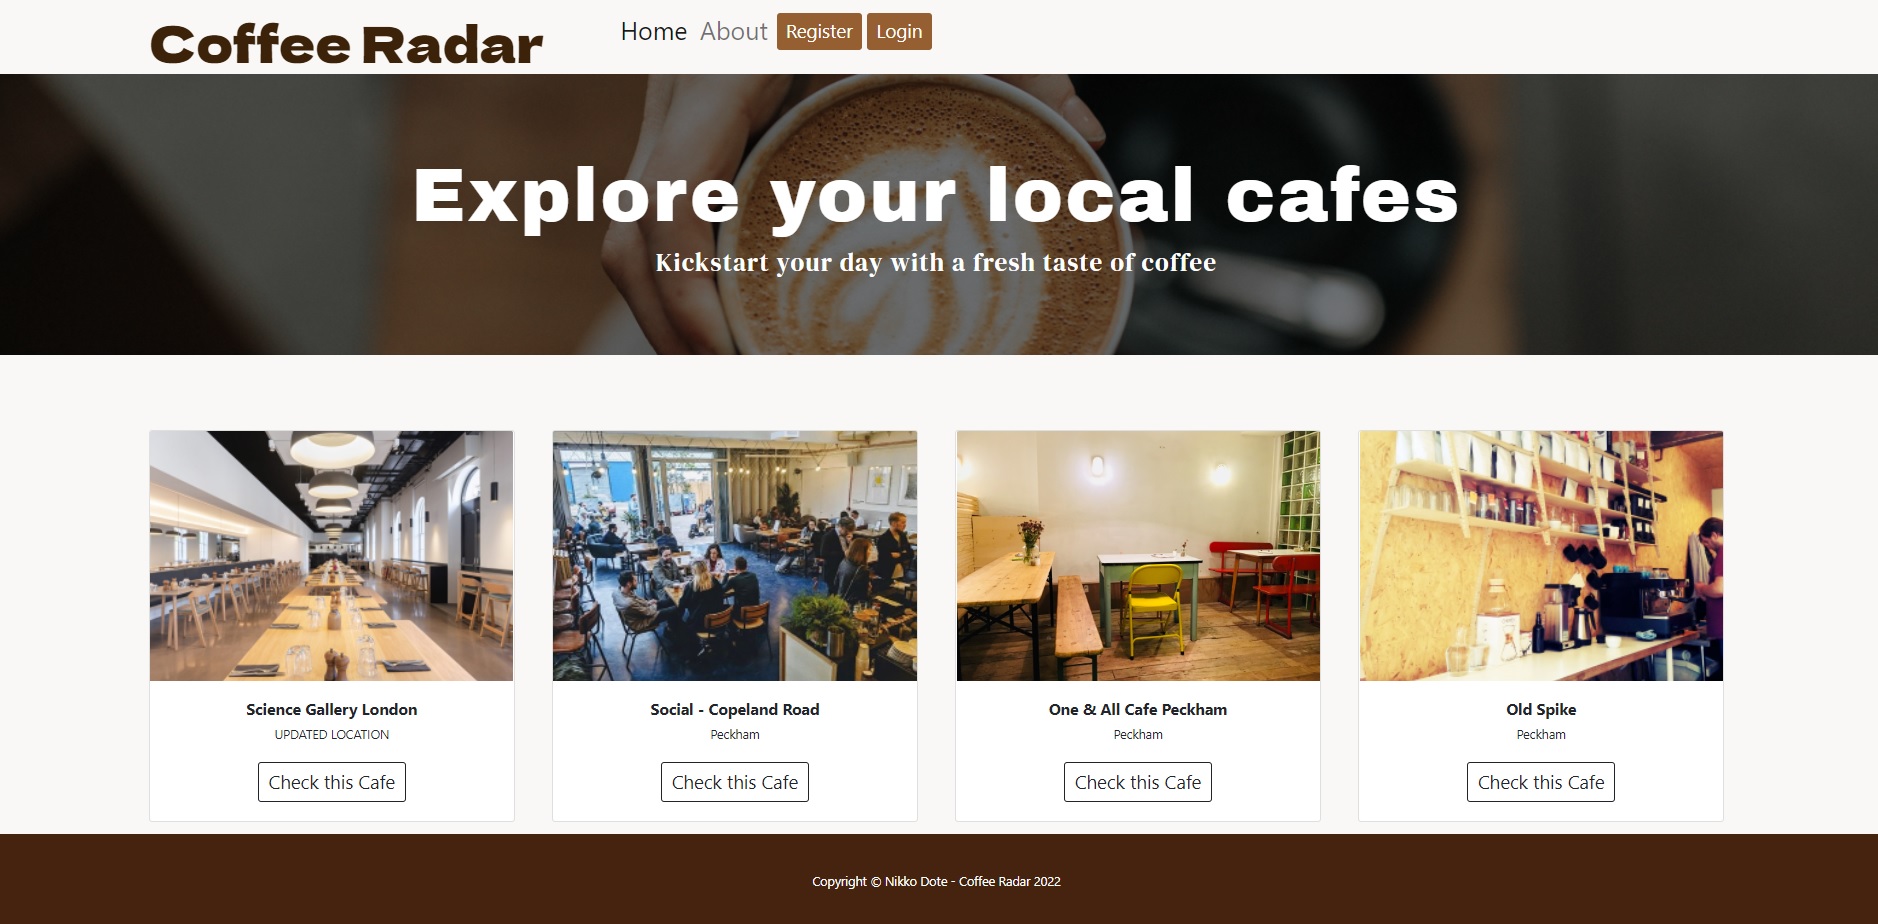 Coffee Radar
Home About Register Login
Explore your local cafes
Kickstart your day with a fresh taste of coffee
Science Gallery London
UPDATED LOCATION
Check this Cafe
Social - Copeland Road
Peckham
Check this Cafe
One & All Cafe Peckham
Peckham
Check this Cafe
Old Spike
Peckham
Check this Cafe
Copyright © Nikko Dote - Coffee Radar 2022